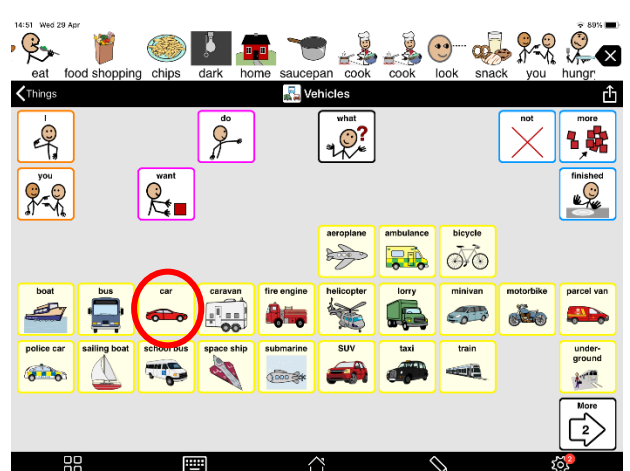 14:51 Wed 29 Apr 89%
eat food shopping chips dark home saucepan cook cook look snack you hungr
Things Vehicles
I do what not more
you want finished
aeroplane ambulance bicycle
boat bus car caravan fire engine helicopter lorry minivan motorbike parcel van
police car sailing boat school bus space ship submarine SUV taxi train under-
ground
More
2
2